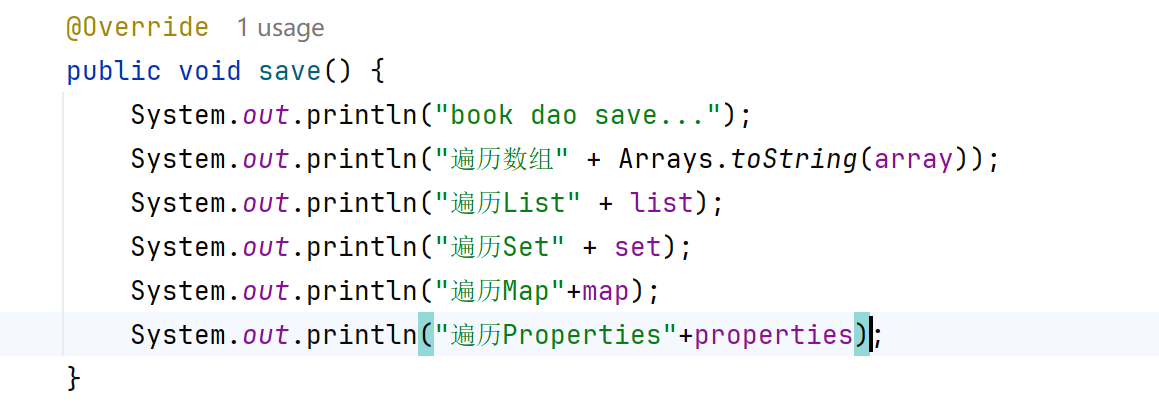 @Override 1 usage
public void save() {
System.out.println("book dao save...");
System.out.println("遍历数组" + Arrays.toString(array));
System.out.println("遍历List" + list);
System.out.println("遍历Set" + set);
System.out.println("遍历Map"+map);
System.out.println("遍历Properties"+properties);
}